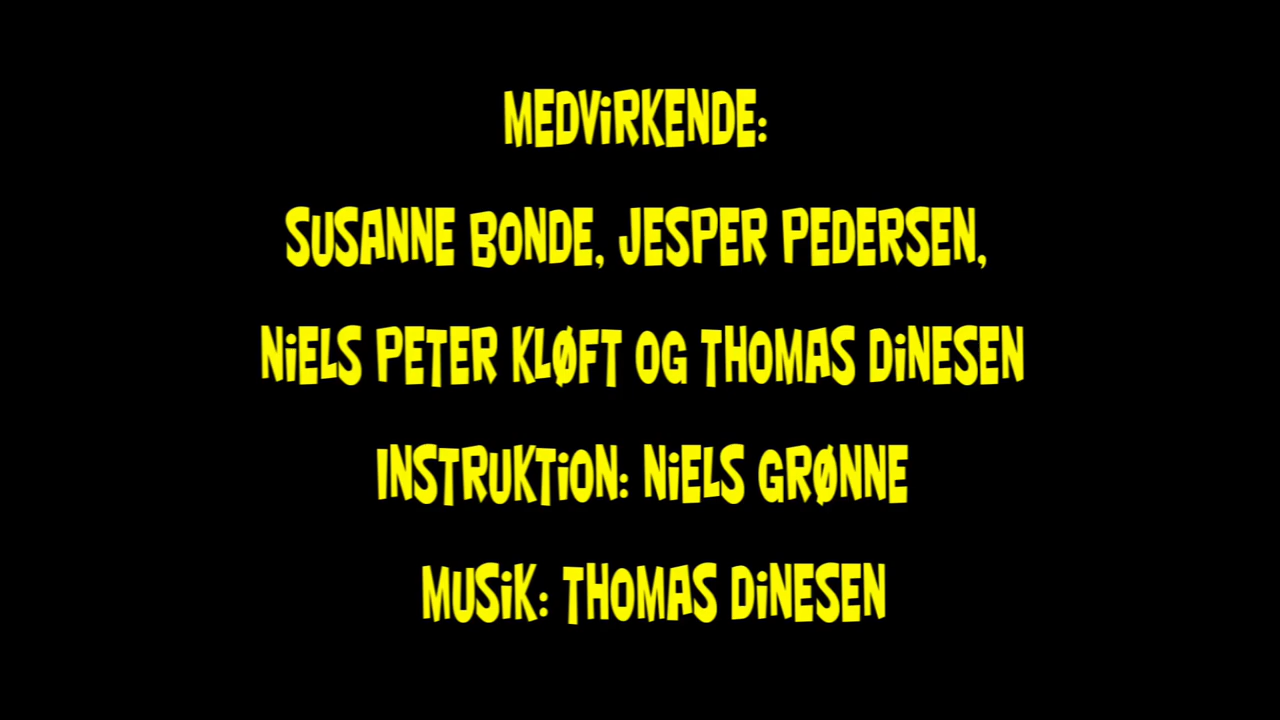 MEDViRKENDE:
SUSANNE BONDE, JESPER PEDERSEN,
NiELS PETER KLØFT OG THOMAS DiNESEN
INSTRUKTiON: NiELS GRØNNE
MUSiK: THOMAS DiNESEN